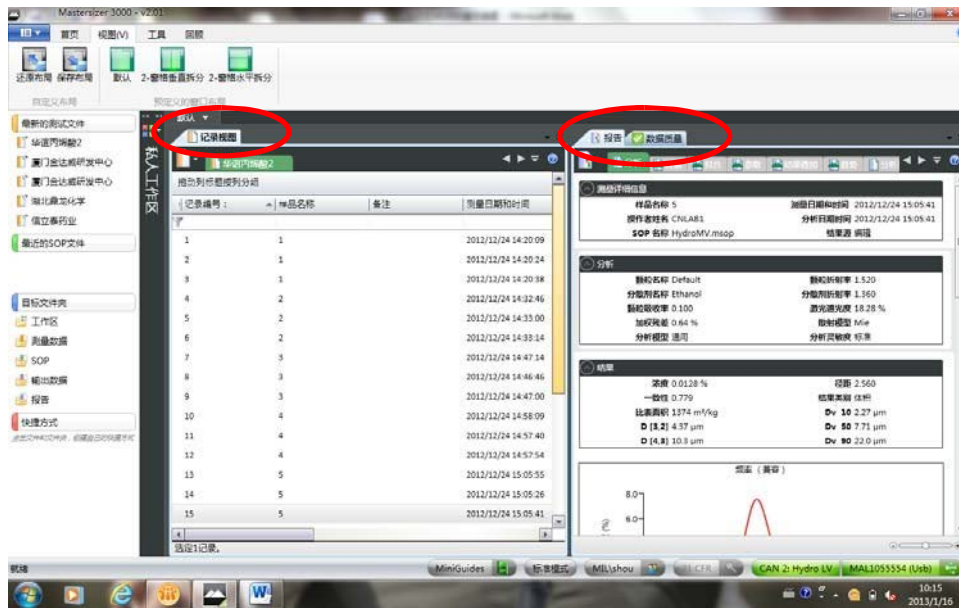 Mastersizer 3000 - v2.01
首页 视图(V) 工具 回顾
还原布局 保存布局 默认 2-窗格垂直拆分 2-窗格水平拆分
自定义布局 预定义的窗口布局
最新的测试文件
华谊丙烯酸2
厦门金达威研发中心
厦门金达威研发中心
湖北鼎龙化学
信立泰药业
最近的SOP文件
目标文件夹
工作区
测量数据
SOP
输出数据
报告
快捷方式
私人工作区
默认
记录视图
华谊丙烯酸2
拖动列标题按列分组
记录编号: 样品名称 备注 测量日期和时间
1 1 2012/12/24 14:20:09
2 1 2012/12/24 14:20:24
3 1 2012/12/24 14:20:38
4 2 2012/12/24 14:32:46
5 2 2012/12/24 14:33:00
6 2 2012/12/24 14:33:14
7 3 2012/12/24 14:47:14
8 3 2012/12/24 14:46:46
9 3 2012/12/24 14:47:00
10 4 2012/12/24 14:58:09
11 4 2012/12/24 14:57:40
12 4 2012/12/24 14:57:54
13 5 2012/12/24 15:05:55
14 5 2012/12/24 15:05:26
15 5 2012/12/24 15:05:41
选定1记录。
报告 数据质量
分析
测量详细信息
样品名称 5 测量日期和时间 2012/12/24 15:05:41
操作者姓名 CNLAB1 分析日期时间 2012/12/24 15:05:41
SOP 名称 HydroMV.msop 结果源 编辑
分析
颗粒名称 Default 颗粒折射率 1.520
分散剂名称 Ethanol 分散剂折射率 1.360
颗粒吸收率 0.100 激光遮光度 18.28 %
加权残差 0.64 % 散射模型 Mie
分析模型 通用 分析灵敏度 标准
结果
浓度 0.0128 % 径距 2.560
一致性 0.779 结果类别 体积
比表面积 1374 m²/kg Dv 10 2.27 μm
D [3,2] 4.37 μm Dv 50 7.71 μm
D [4,3] 10.3 μm Dv 90 22.0 μm
频率(兼容)
8.0
6.0
就绪 MiniGuides 标准模式 MIL\shou 21 CFR CAN 2: Hydro LV MAL1055554 (Usb)
10:15
2013/1/16